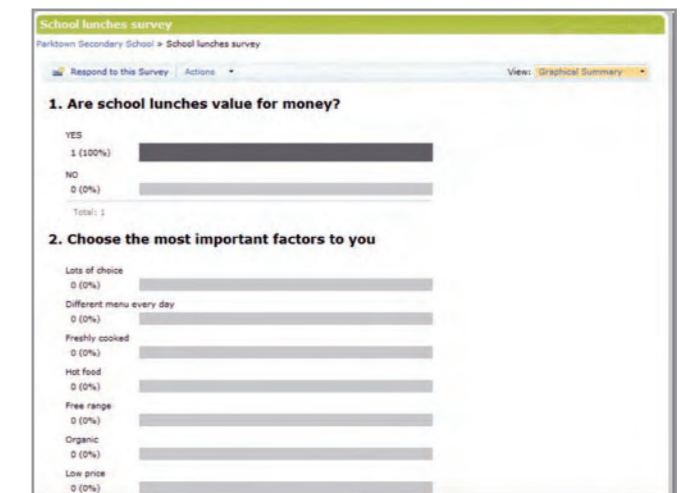 School lunches survey
Parktown Secondary School > School lunches survey
Respond to this Survey | Actions View: Graphical Summary
1. Are school lunches value for money?
YES
1 (100%)
NO
0 (0%)
Total: 1
2. Choose the most important factors to you
Lots of choice
0 (0%)
Different menu every day
0 (0%)
Freshly cooked
0 (0%)
Hot food
0 (0%)
Free range
0 (0%)
Organic
0 (0%)
Low price
0 (0%)